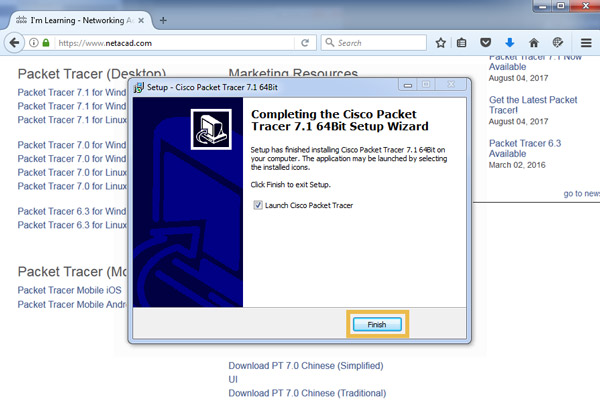 I'm Learning - Networking Ac
https://www.netacad.com
Search
Packet Tracer (Desktop)
Packet Tracer 7.1 for Wind
Packet Tracer 7.1 for Wind
Packet Tracer 7.1 for Linux
Packet Tracer 7.0 for Wind
Packet Tracer 7.0 for Wind
Packet Tracer 7.0 for Linux
Packet Tracer 6.3 for Wind
Packet Tracer 6.3 for Linux
Packet Tracer (Mo
Packet Tracer Mobile iOS
Packet Tracer Mobile Andr
Marketing Resources
Setup - Cisco Packet Tracer 7.1 64Bit
Completing the Cisco Packet
Tracer 7.1 64Bit Setup Wizard
Setup has finished installing Cisco Packet Tracer 7.1 64Bit on
your computer. The application may be launched by selecting
the installed icons.
Click Finish to exit Setup.
Launch Cisco Packet Tracer
Finish
Download PT 7.0 Chinese (Simplified)
UI
Download PT 7.0 Chinese (Traditional)
Packet Tracer 7.1 Now
Available
August 04, 2017
Get the Latest Packet
Tracer!
August 04, 2017
Packet Tracer 6.3
Available
March 02, 2016
go to news